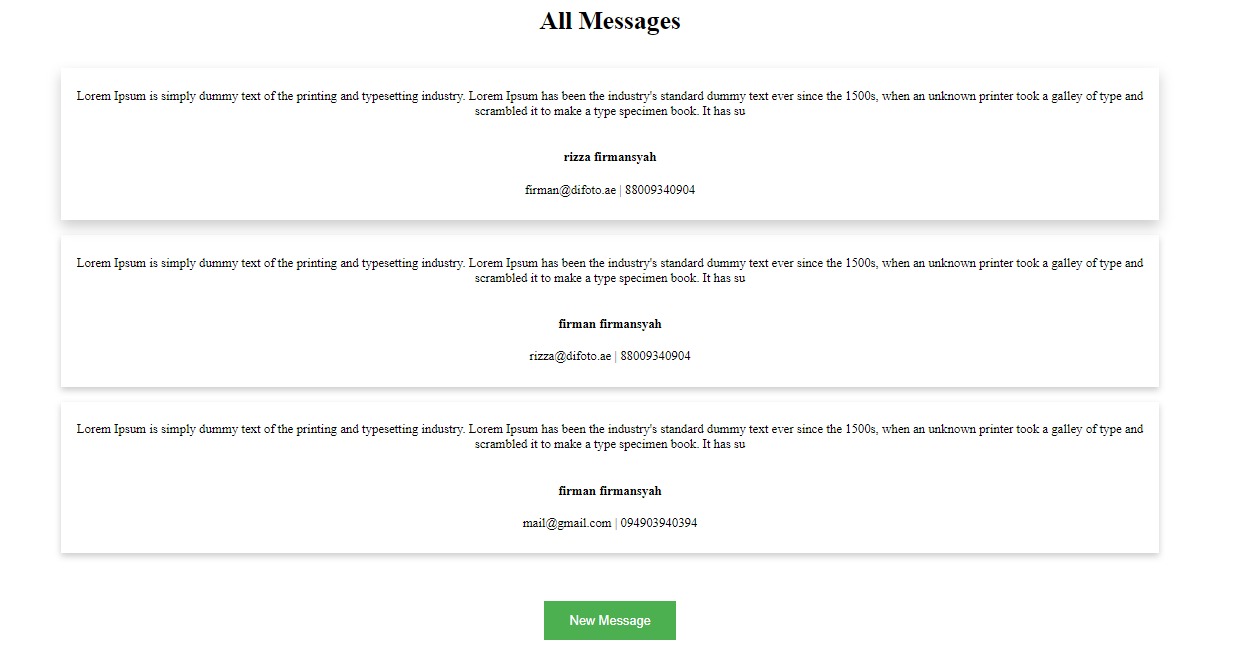 All Messages
Lorem Ipsum is simply dummy text of the printing and typesetting industry. Lorem Ipsum has been the industry's standard dummy text ever since the 1500s, when an unknown printer took a galley of type and
scrambled it to make a type specimen book. It has su
rizza firmansyah
firman@difoto.ae | 88009340904
Lorem Ipsum is simply dummy text of the printing and typesetting industry. Lorem Ipsum has been the industry's standard dummy text ever since the 1500s, when an unknown printer took a galley of type and
scrambled it to make a type specimen book. It has su
firman firmansyah
rizza@difoto.ae | 88009340904
Lorem Ipsum is simply dummy text of the printing and typesetting industry. Lorem Ipsum has been the industry's standard dummy text ever since the 1500s, when an unknown printer took a galley of type and
scrambled it to make a type specimen book. It has su
firman firmansyah
mail@gmail.com | 094903940394
New Message